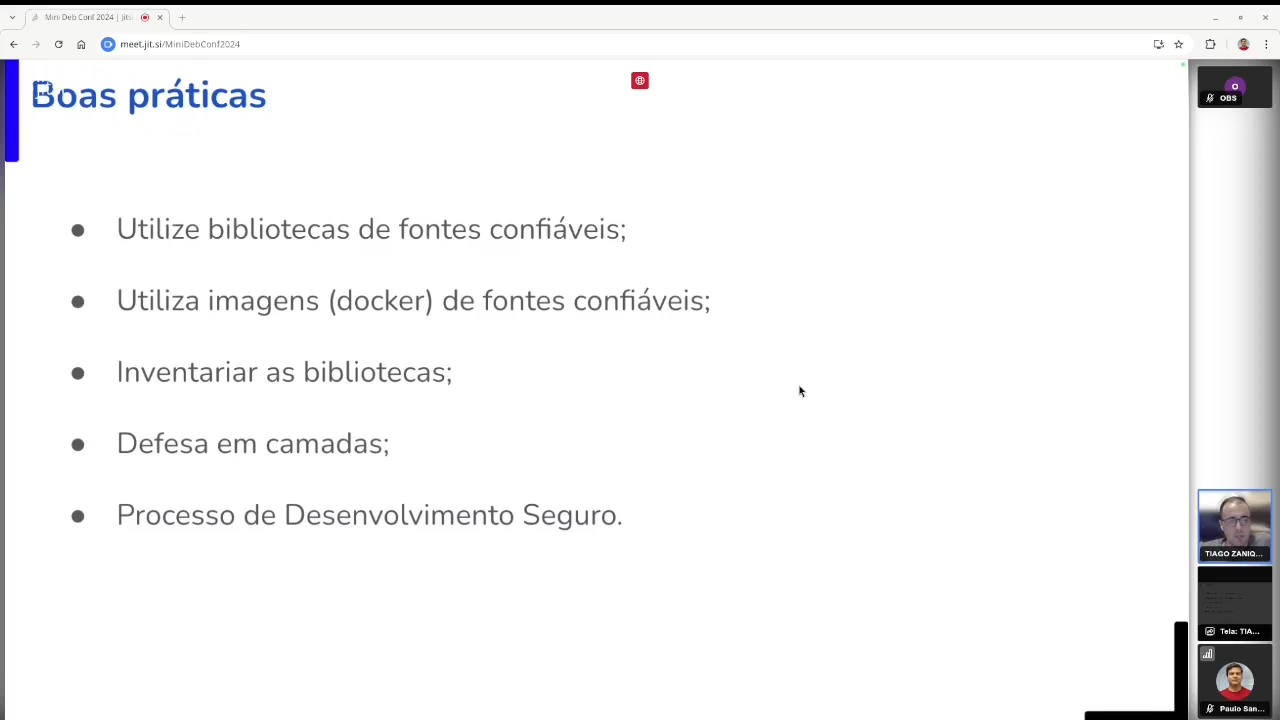 Mini Deb Conf 2024 | Jitsi
meet.jit.si/MiniDebConf2024
Boas práticas
● Utilize bibliotecas de fontes confiáveis;
● Utiliza imagens (docker) de fontes confiáveis;
● Inventariar as bibliotecas;
● Defesa em camadas;
● Processo de Desenvolvimento Seguro.
O
OBS
TIAGO ZANIQ...
Tela: TIA...
Paulo San...